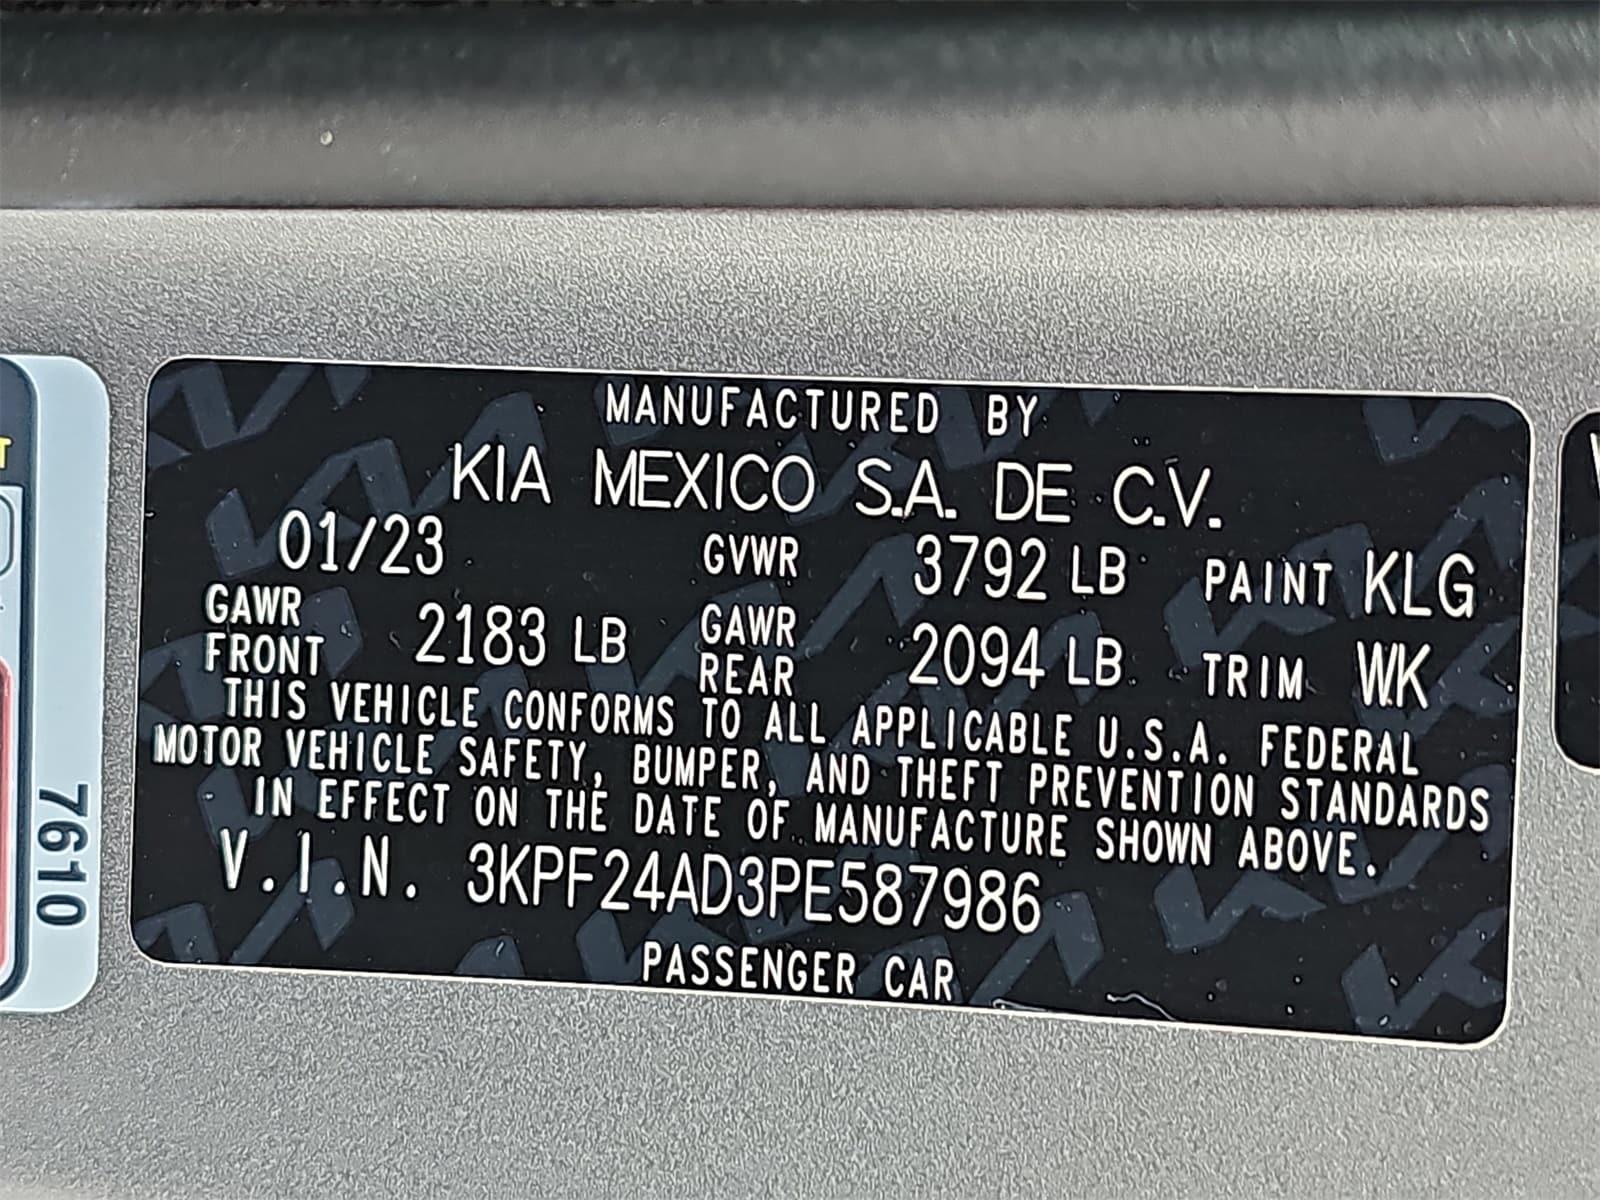 MANUFACTURED BY
KIA MEXICO S.A. DE C.V.
01/23 GVWR 3792 LB PAINT KLG
GAWR FRONT 2183 LB GAWR REAR 2094 LB TRIM WK
THIS VEHICLE CONFORMS TO ALL APPLICABLE U.S.A. FEDERAL
MOTOR VEHICLE SAFETY, BUMPER, AND THEFT PREVENTION STANDARDS
IN EFFECT ON THE DATE OF MANUFACTURE SHOWN ABOVE.
V.I.N. 3KPF24AD3PE587986
PASSENGER CAR
7610